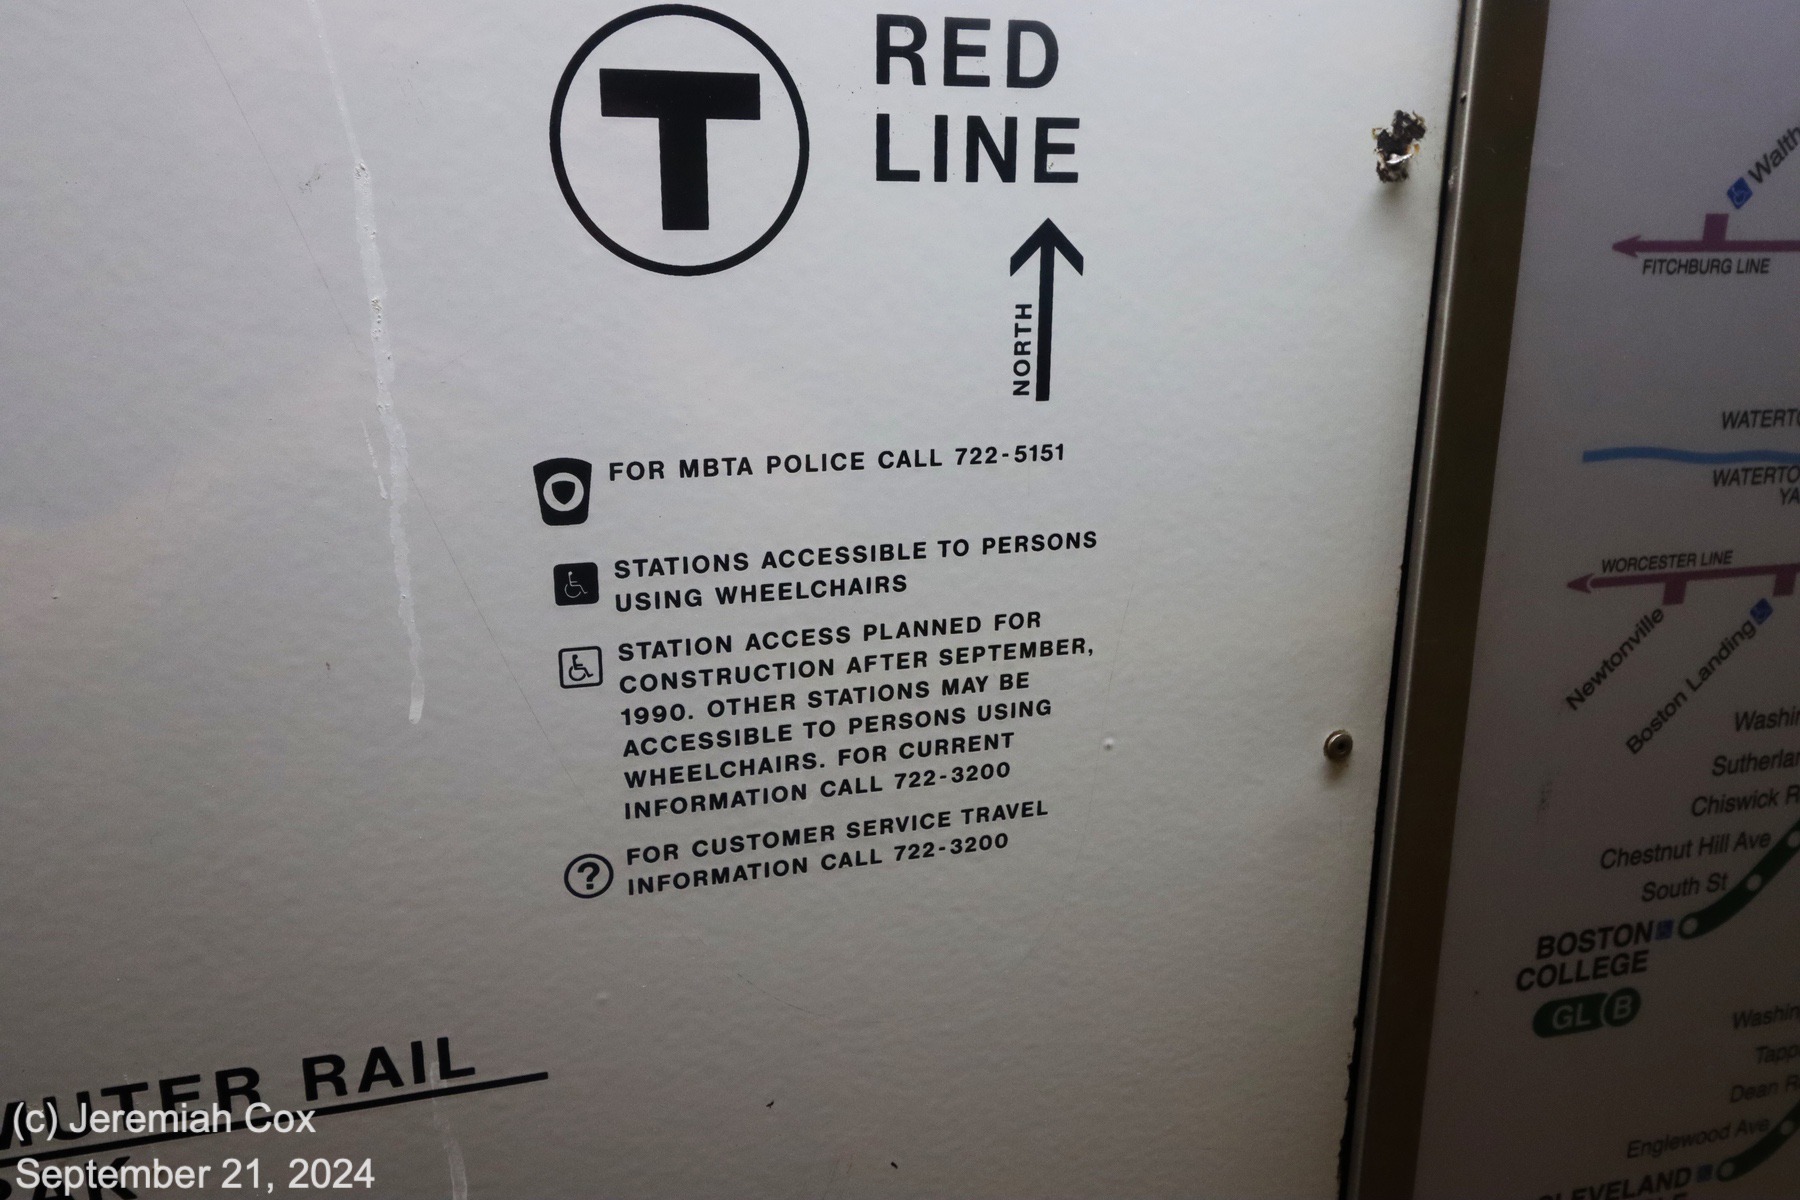 T
RED
LINE
NORTH
FOR MBTA POLICE CALL 722-5151
STATIONS ACCESSIBLE TO PERSONS
USING WHEELCHAIRS
STATION ACCESS PLANNED FOR
CONSTRUCTION AFTER SEPTEMBER,
1990. OTHER STATIONS MAY BE
ACCESSIBLE TO PERSONS USING
WHEELCHAIRS. FOR CURRENT
INFORMATION CALL 722-3200
?
FOR CUSTOMER SERVICE TRAVEL
INFORMATION CALL 722-3200
RAIL
(c) Jeremiah Cox
September 21, 2024
FITCHBURG LINE
WORCESTER LINE
Newtonville
Boston Landing
Chestnut Hill Ave
South St
BOSTON
COLLEGE
GL B
Englewood Ave